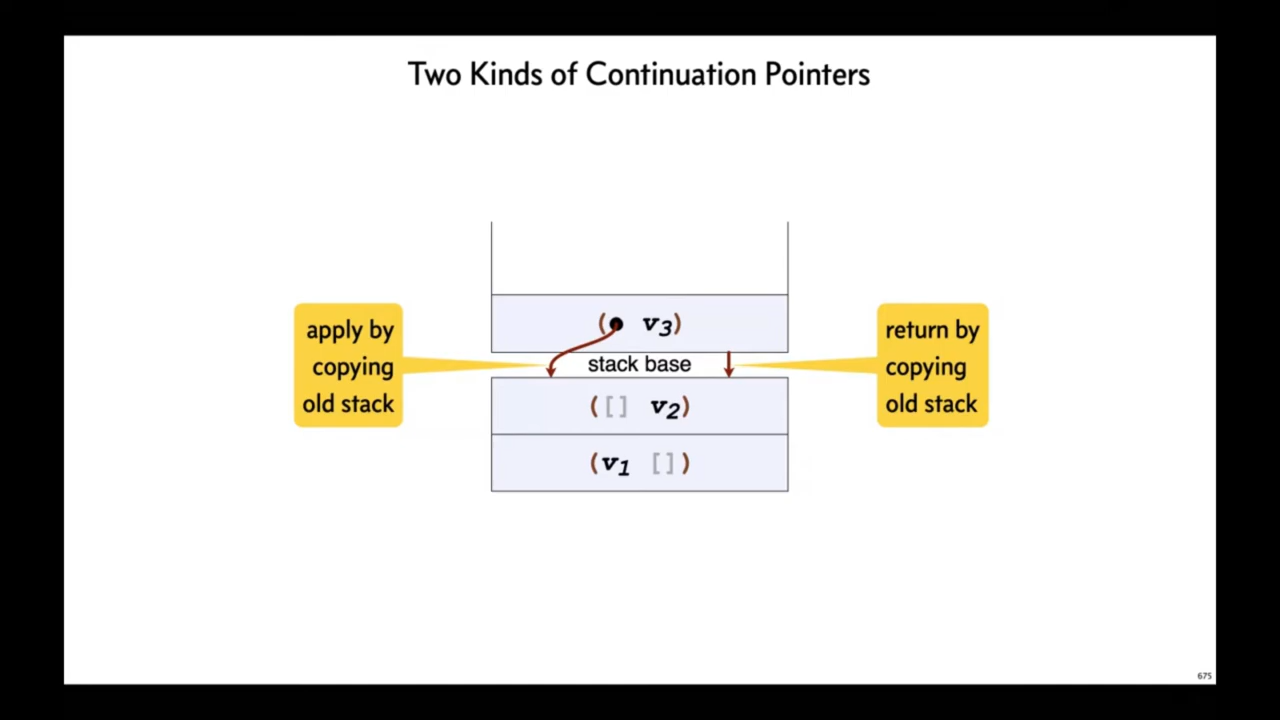 Two Kinds of Continuation Pointers
(● v₃)
apply by
copying
old stack
stack base
return by
copying
old stack
([] v₂)
(v₁ [])
675